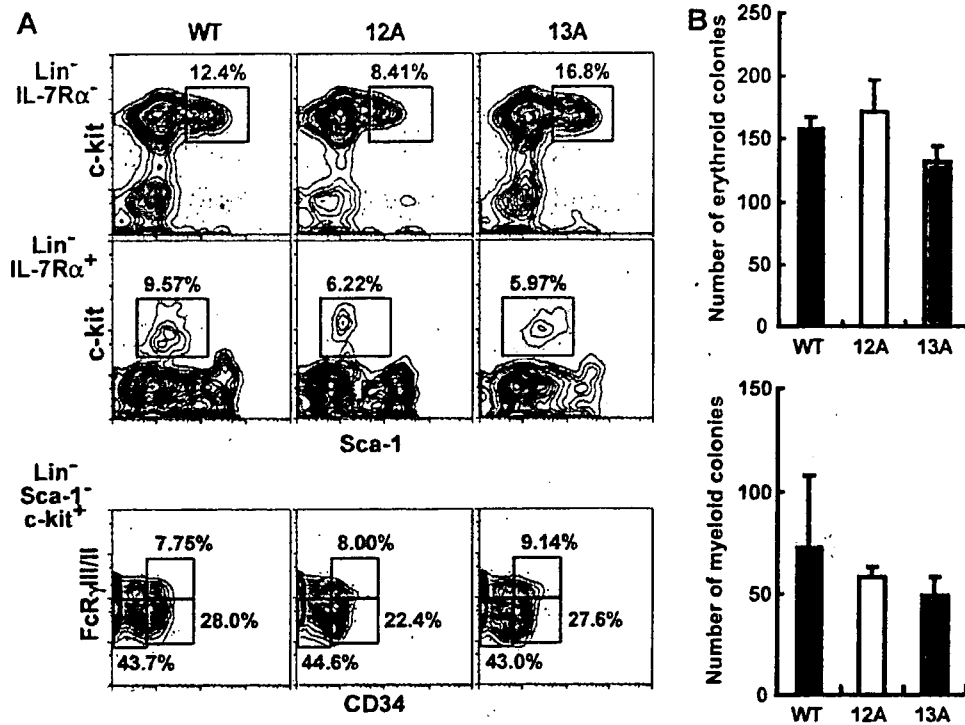 A
WT 12A 13A
Lin⁻
IL-7Rα⁻
c-kit
12.4% 8.41% 16.8%
Lin⁻
IL-7Rα⁺
c-kit
9.57% 6.22% 5.97%
Sca-1
Lin⁻
Sca-1⁻
c-kit⁺
FcRγIII/II
7.75% 8.00% 9.14%
28.0% 22.4% 27.6%
43.7% 44.6% 43.0%
CD34
B
Number of erythroid colonies
250
200
150
100
50
0
WT 12A 13A
Number of myeloid colonies
150
100
50
0
WT 12A 13A